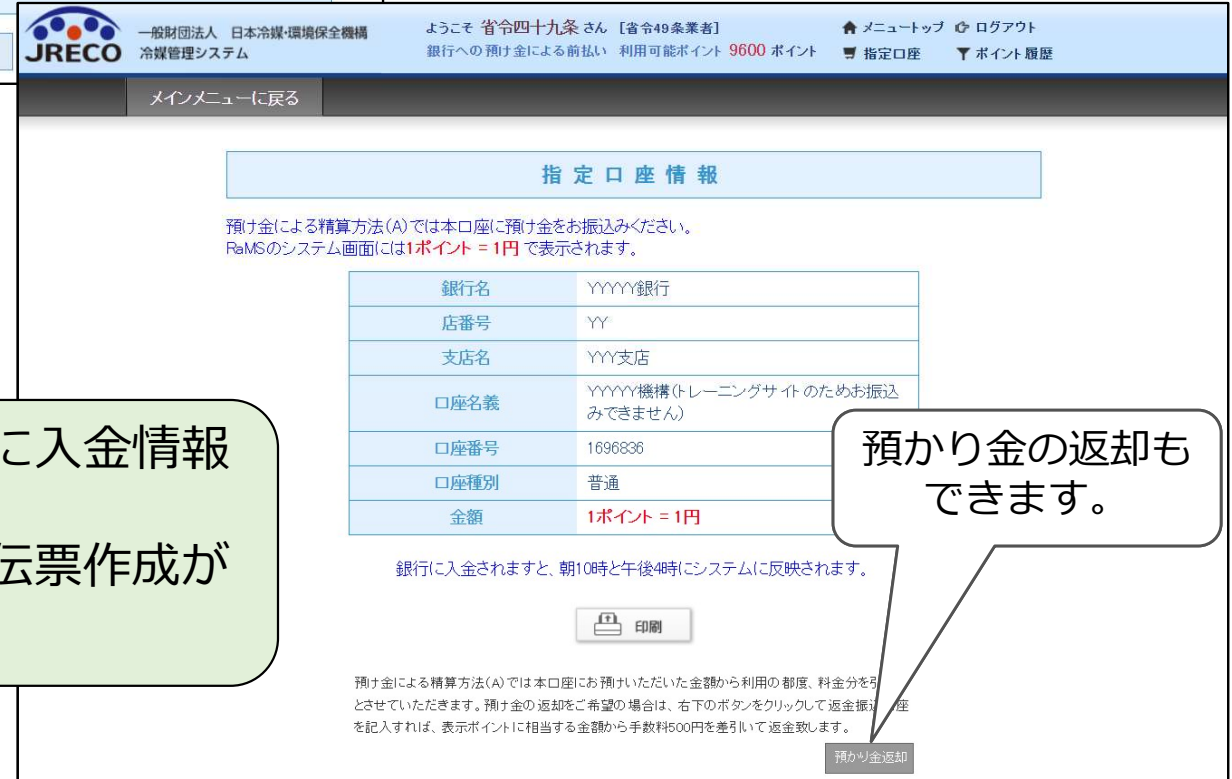 JRECO
一般財団法人 日本冷媒・環境保全機構
冷媒管理システム
ようこそ 省令四十九条 さん [省令49条業者]
銀行への預け金による前払い 利用可能ポイント 9600 ポイント
メニュートップ ログアウト
指定口座 ポイント履歴
メインメニューに戻る
指定口座情報
預け金による精算方法(A)では本口座に預け金をお振込みください。
RaMSのシステム画面には1ポイント = 1円 で表示されます。
銀行名 YYYYY銀行
店番号 YY
支店名 YYY支店
口座名義 YYYYY機構(トレーニングサイトのためお振込
みできません)
口座番号 1696836
口座種別 普通
金額 1ポイント = 1円
に入金情報
伝票作成が
預かり金の返却も
できます。
銀行に入金されますと、朝10時と午後4時にシステムに反映されます。
印刷
預け金による精算方法(A)では本口座にお預けいただいた金額から利用の都度、料金分を引
とさせていただきます。預け金の返却をご希望の場合は、右下のボタンをクリックして返金振込 座
を記入すれば、表示ポイントに相当する金額から手数料500円を差引いて返金致します。
預かり金返却